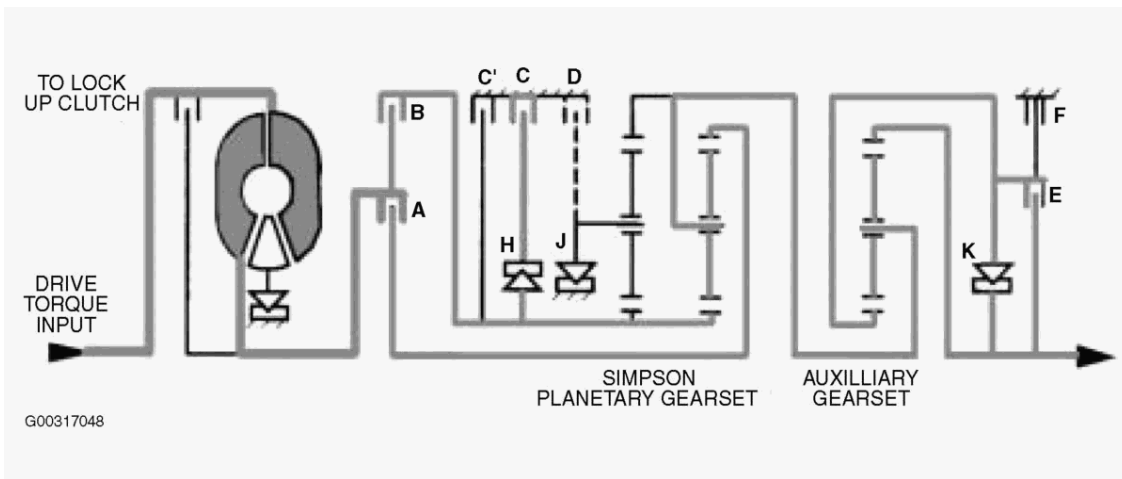 TO LOCK
UP CLUTCH
C' C D
B
F
A
E
H J
K
DRIVE
TORQUE
INPUT
SIMPSON
PLANETARY GEARSET
AUXILLIARY
GEARSET
G00317048